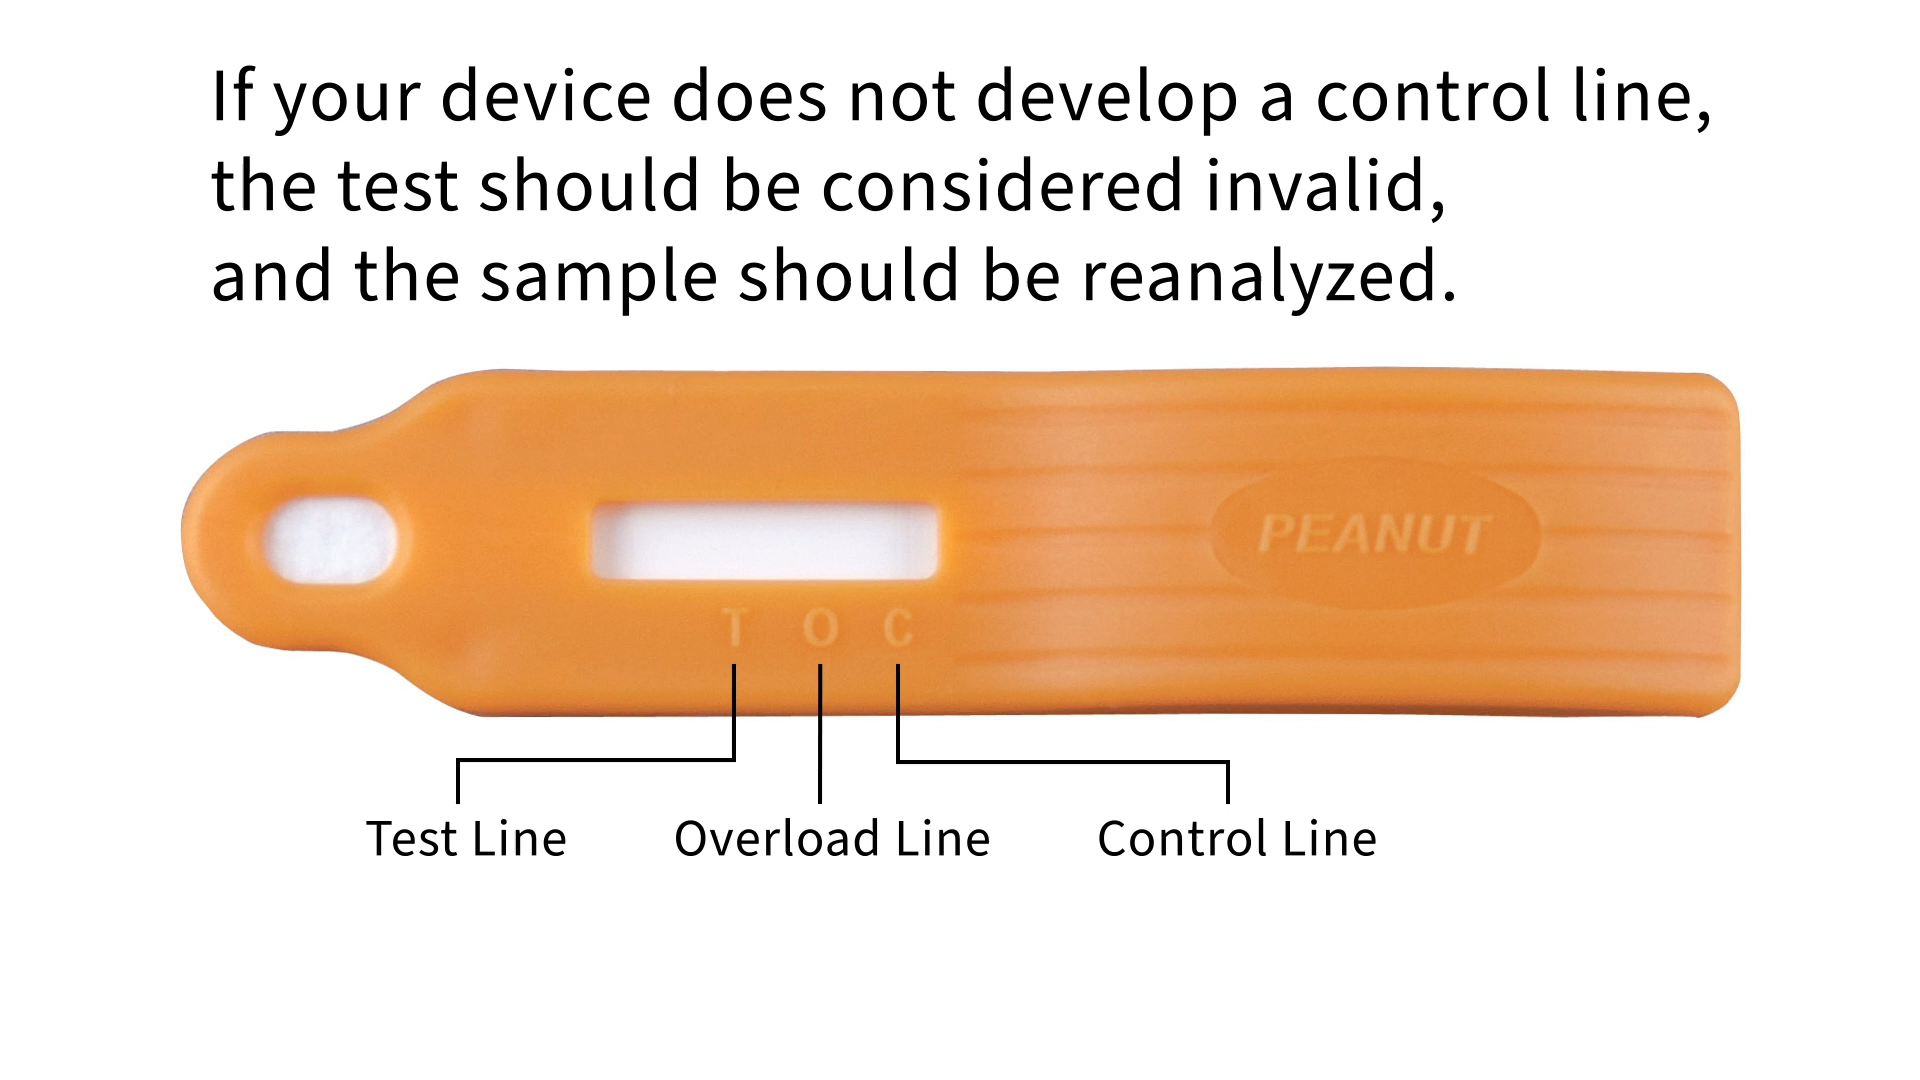 If your device does not develop a control line,
the test should be considered invalid,
and the sample should be reanalyzed.
PEANUT
T O C
Test Line
Overload Line
Control Line